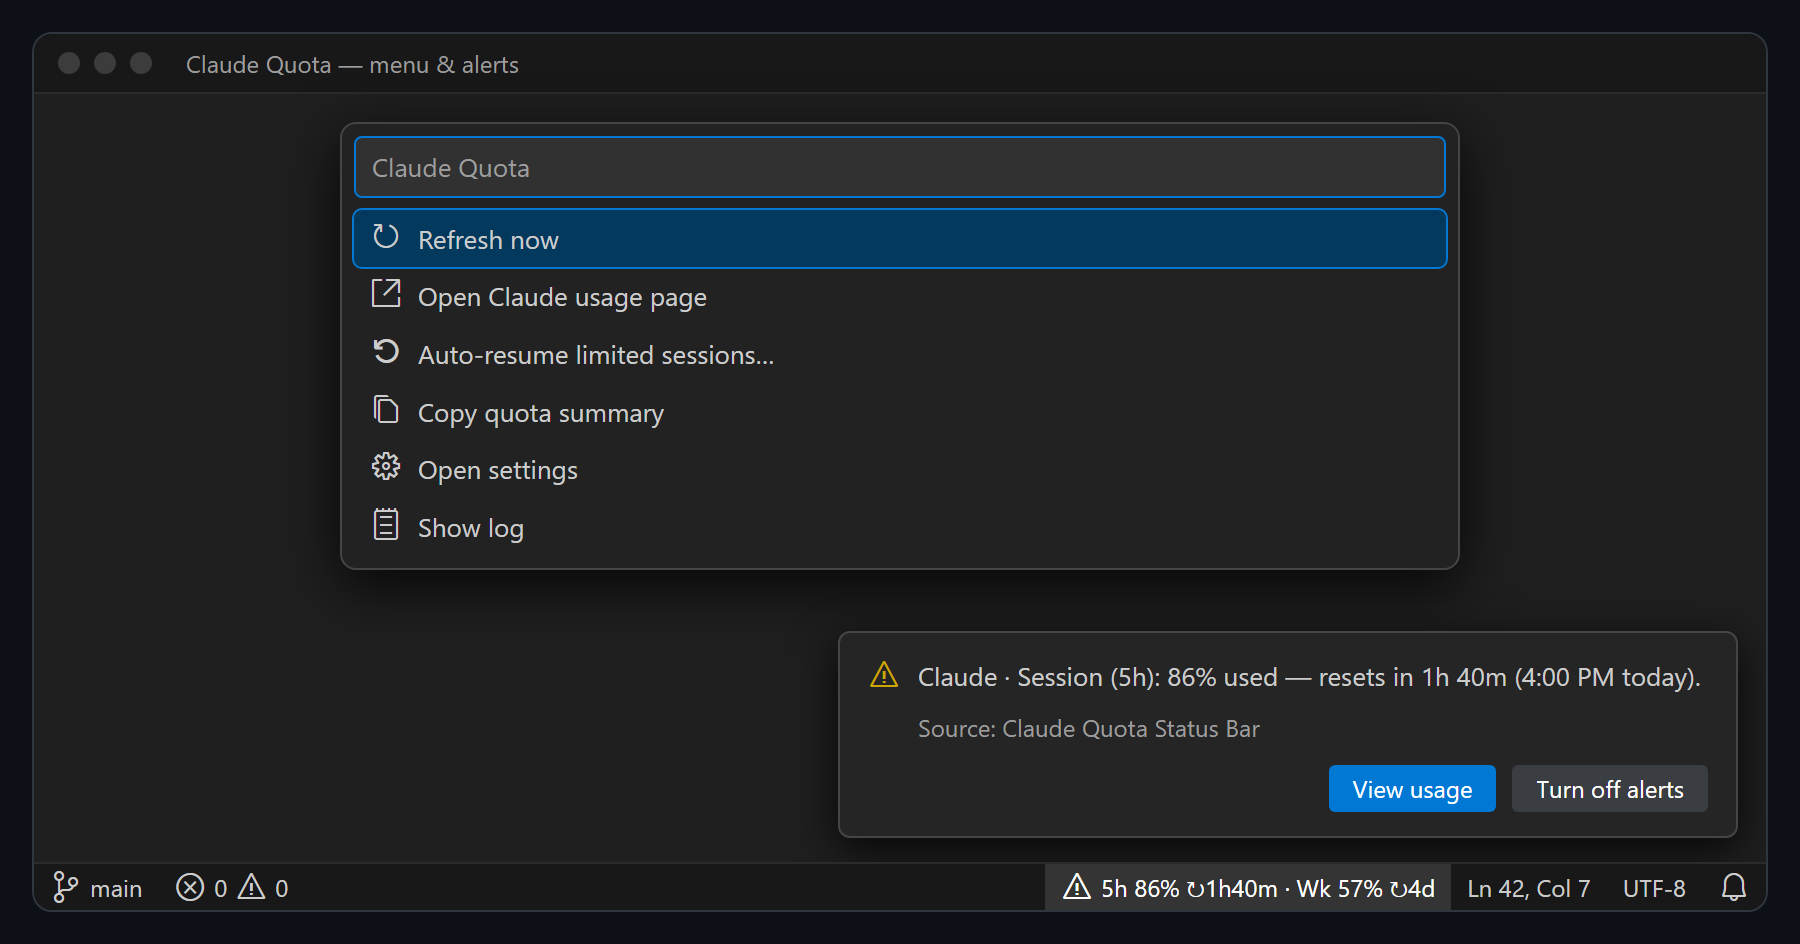 Claude Quota — menu & alerts
Claude Quota
Refresh now
Open Claude usage page
Auto-resume limited sessions...
Copy quota summary
Open settings
Show log
Claude · Session (5h): 86% used — resets in 1h 40m (4:00 PM today).
Source: Claude Quota Status Bar
View usage Turn off alerts
main 0 0 5h 86% ↻1h40m · Wk 57% ↻4d Ln 42, Col 7 UTF-8